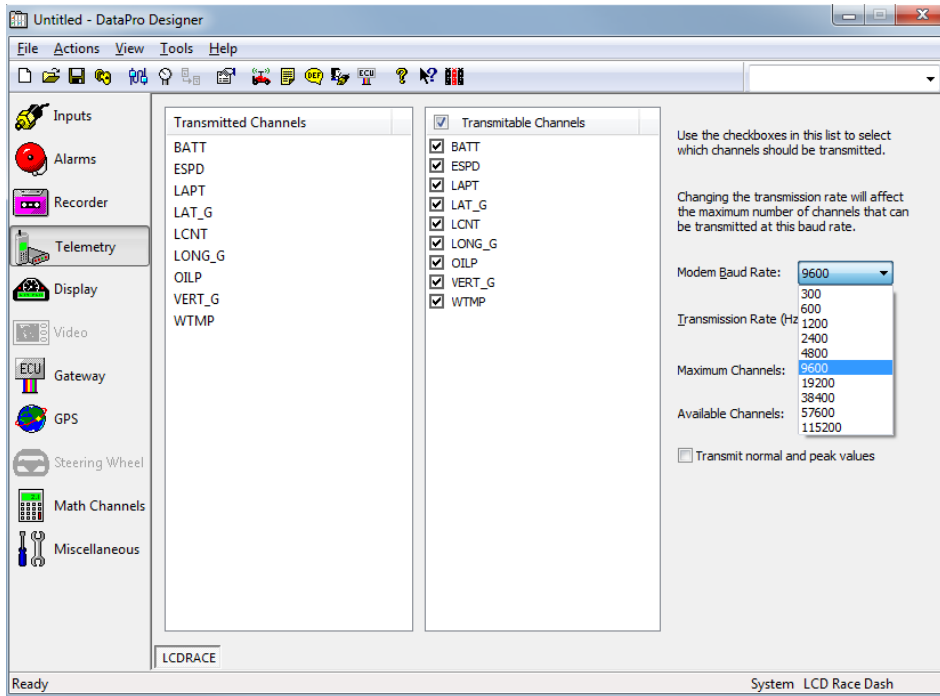 Untitled - DataPro Designer
File Actions View Tools Help
DEF
ECU
Inputs
Alarms
Recorder
Telemetry
Display
Video
ECU
Gateway
GPS
Steering Wheel
Math Channels
Miscellaneous
Transmitted Channels
BATT
ESPD
LAPT
LAT_G
LCNT
LONG_G
OILP
VERT_G
WTMP
Transmitable Channels
BATT
ESPD
LAPT
LAT_G
LCNT
LONG_G
OILP
VERT_G
WTMP
Use the checkboxes in this list to select
which channels should be transmitted.
Changing the transmission rate will affect
the maximum number of channels that can
be transmitted at this baud rate.
Modem Baud Rate: 9600
300
600
1200
2400
4800
9600
19200
38400
57600
115200
Transmission Rate (Hz
Maximum Channels:
Available Channels:
Transmit normal and peak values
LCDRACE
Ready
System LCD Race Dash